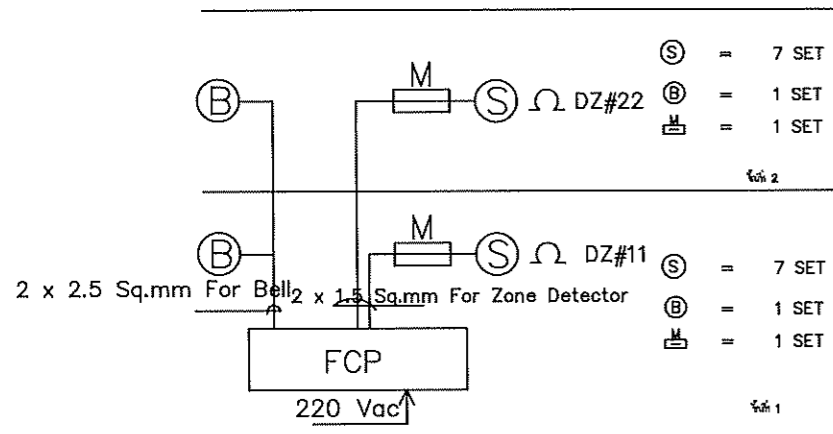 M
S = 7 SET
B
S
Ω DZ#22
B = 1 SET
M = 1 SET
ชั้นที่ 2
M
B
S
Ω DZ#11
S = 7 SET
2 x 2.5 Sq.mm For Bell
2 x 1.5 Sq.mm For Zone Detector
B = 1 SET
M = 1 SET
FCP
220 Vac
ชั้นที่ 1